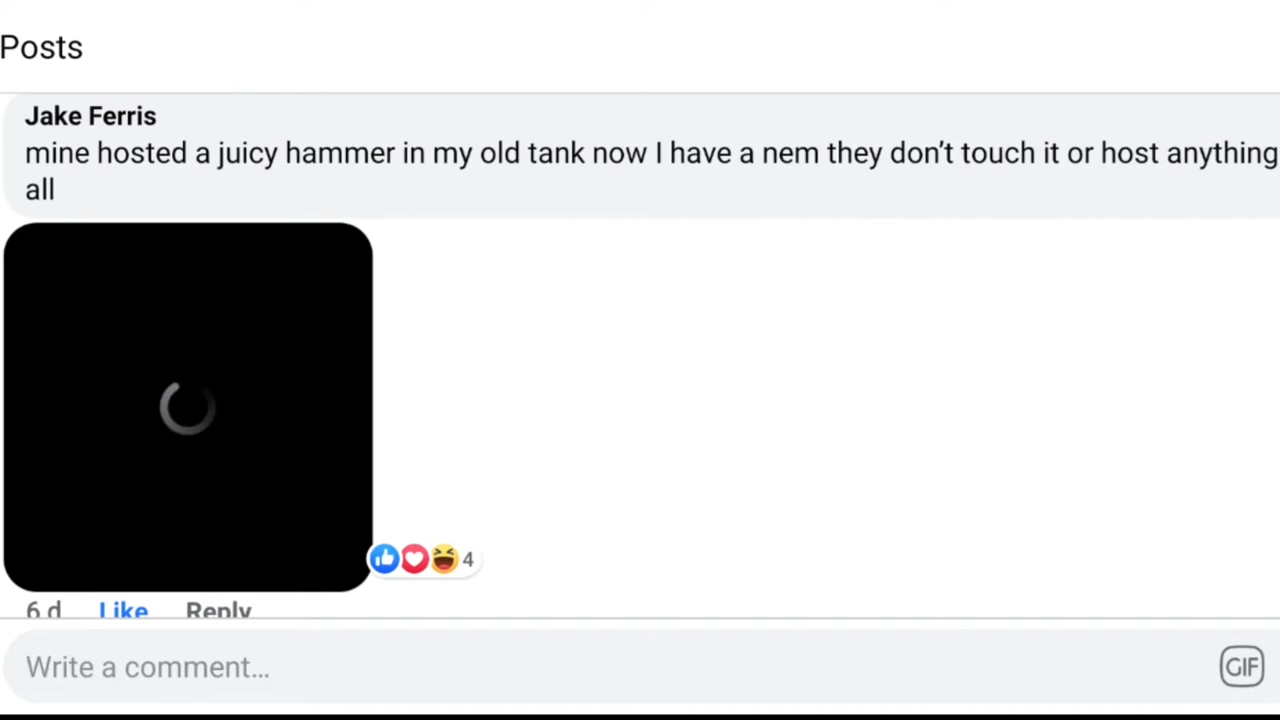 Posts
Jake Ferris
mine hosted a juicy hammer in my old tank now I have a nem they don’t touch it or host anything
all
4
6 d Like Reply
Write a comment...
GIF